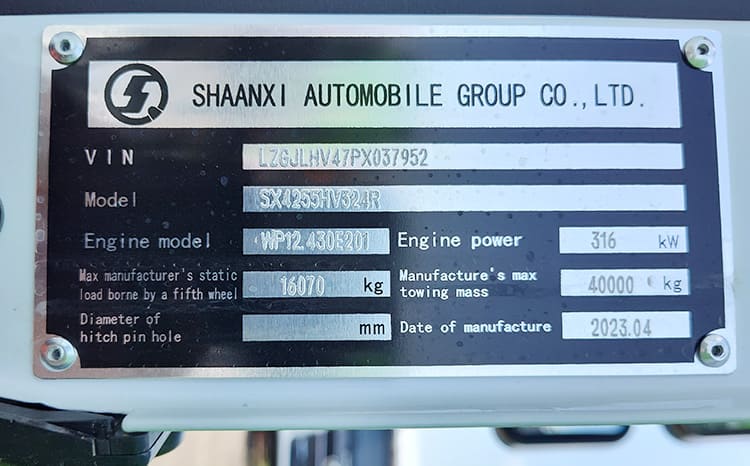 SHAANXI AUTOMOBILE GROUP CO.,LTD.
VIN LZGJLHV47PX037952
Model SX4255HV324R
Engine model WP12.430E201 Engine power 316 kW
Max manufacturer's static
load borne by a fifth wheel 16070 kg
Manufacture's max
towing mass 40000 kg
Diameter of
hitch pin hole mm
Date of manufacture 2023.04